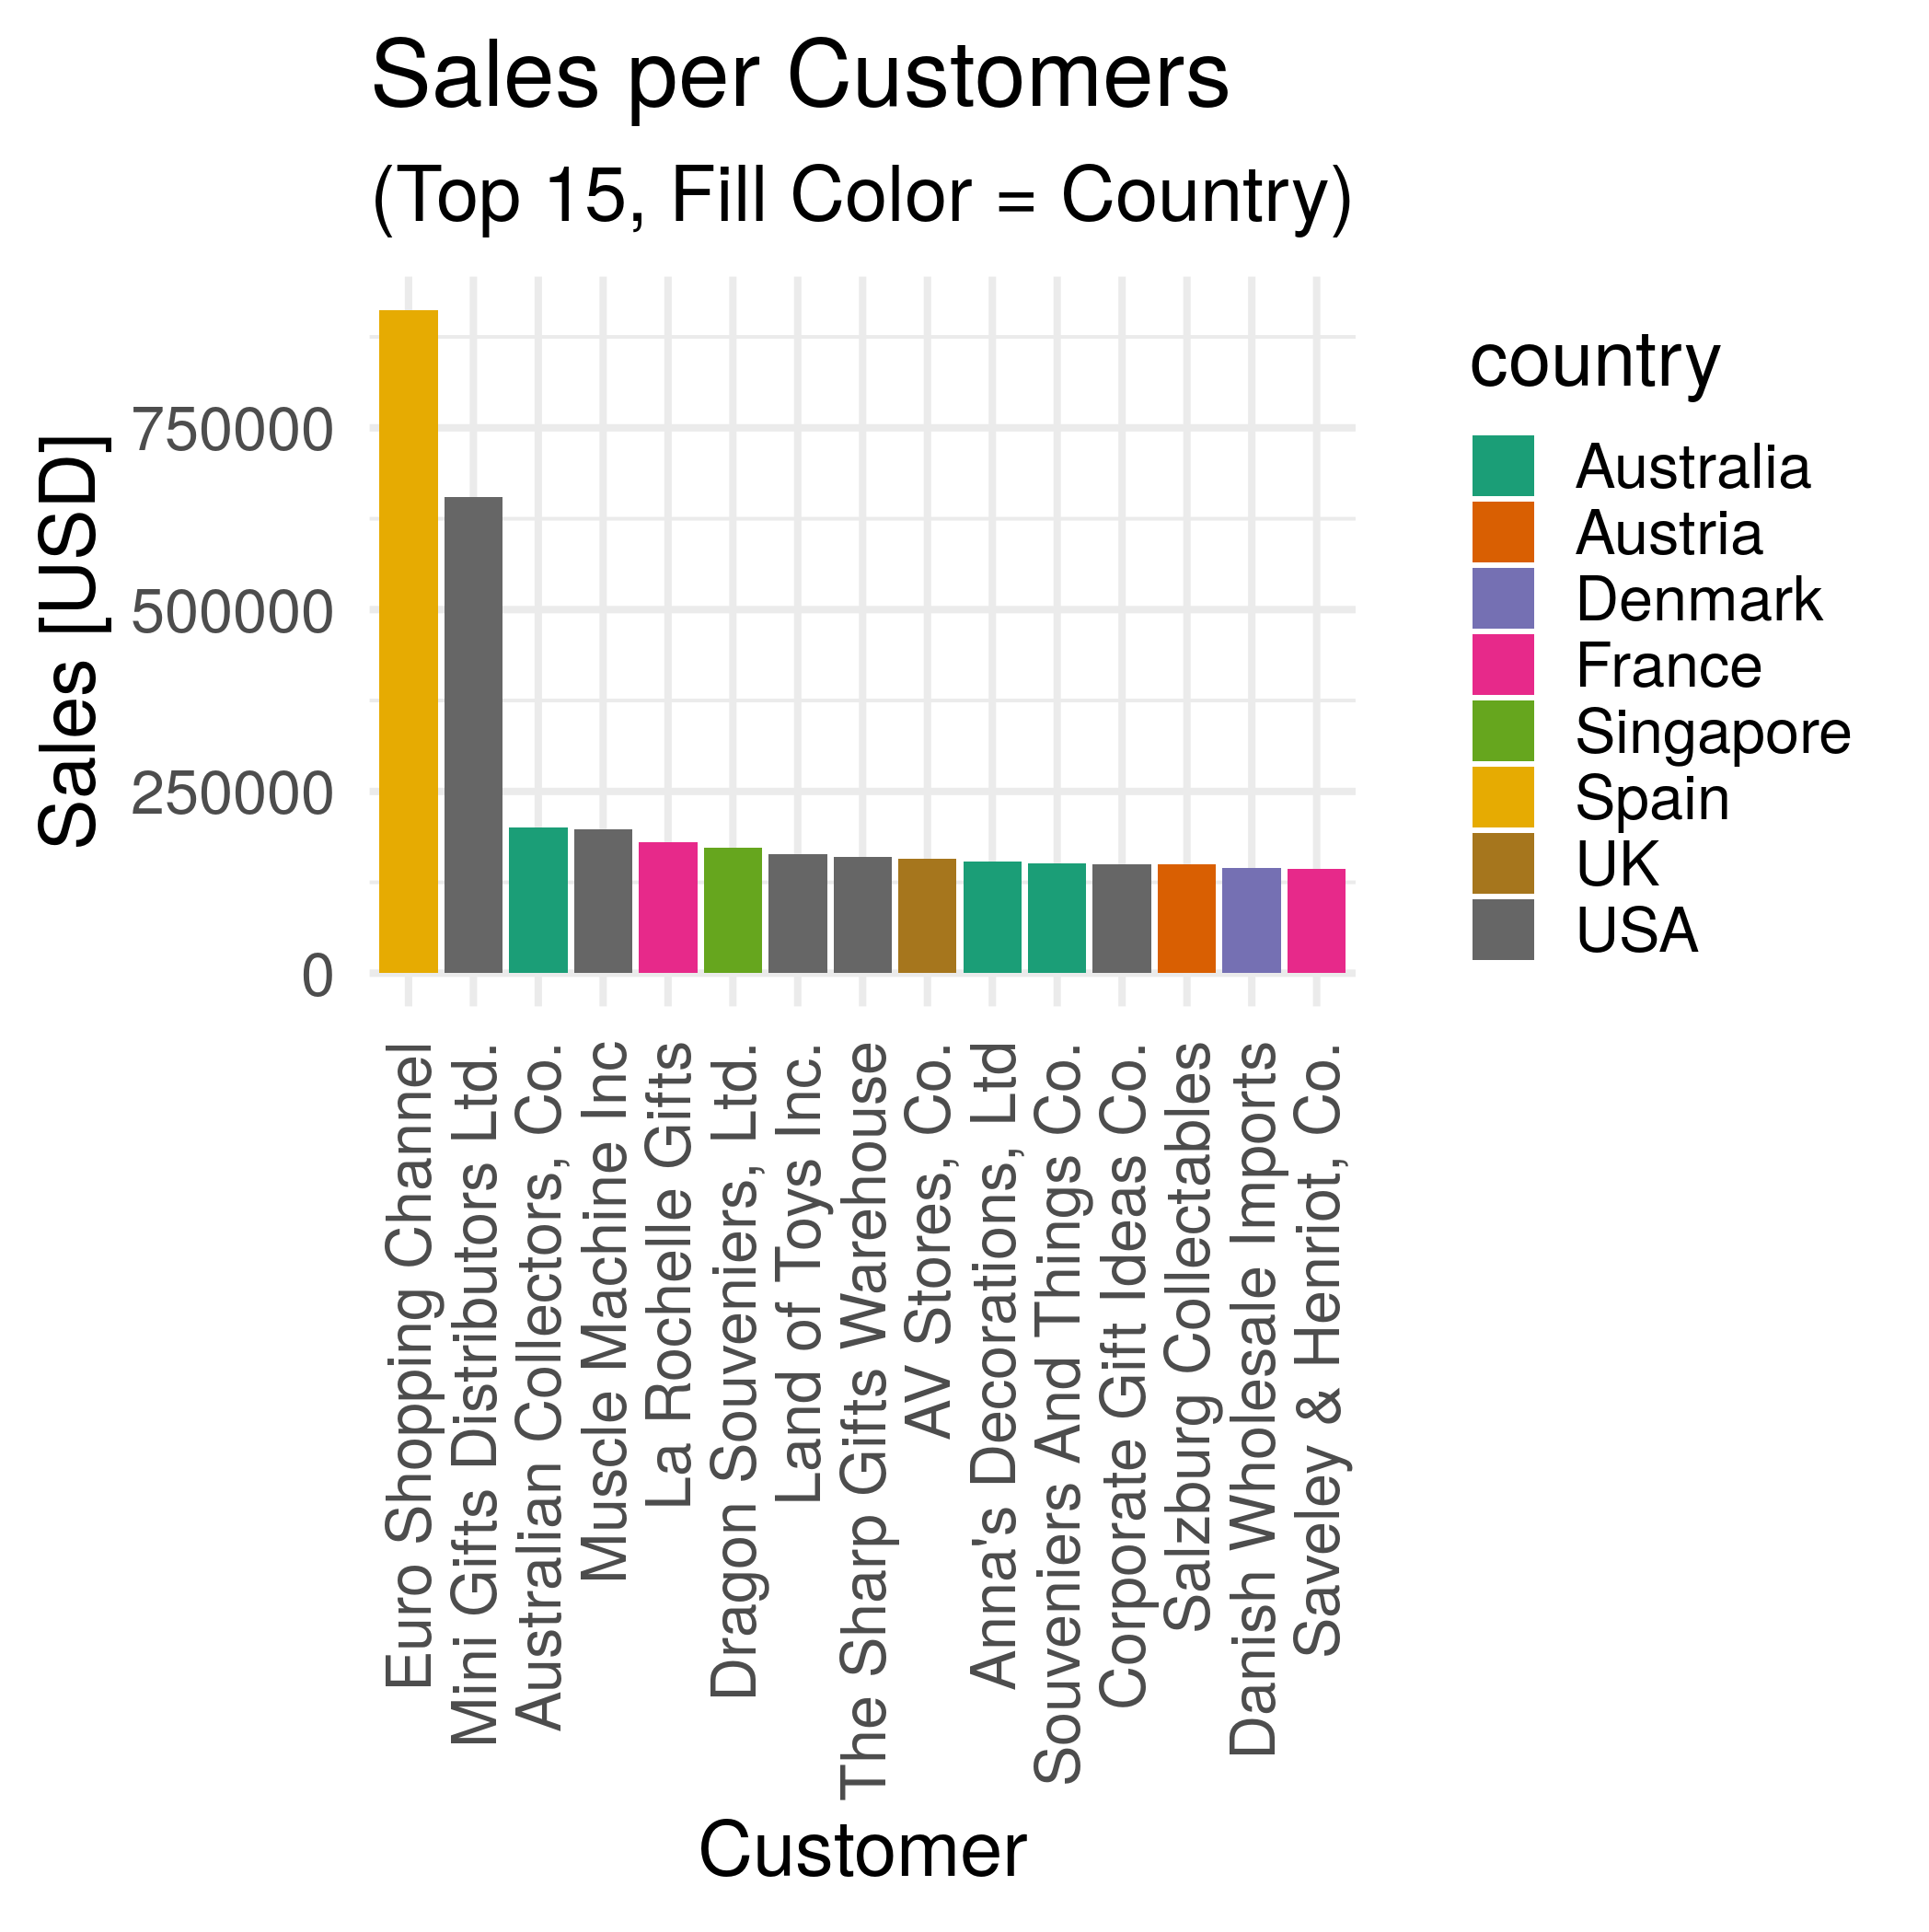 Sales per Customers
(Top 15, Fill Color = Country)
Sales [USD]
750000
500000
250000
0
Euro Shopping Channel
Mini Gifts Distributors Ltd.
Australian Collectors, Co.
Muscle Machine Inc
La Rochelle Gifts
Dragon Souveniers, Ltd.
Land of Toys Inc.
The Sharp Gifts Warehouse
AV Stores, Co.
Anna's Decorations, Ltd
Souveniers And Things Co.
Corporate Gift Ideas Co.
Salzburg Collectables
Danish Wholesale Imports
Saveley & Henriot, Co.
Customer
country
Australia
Austria
Denmark
France
Singapore
Spain
UK
USA